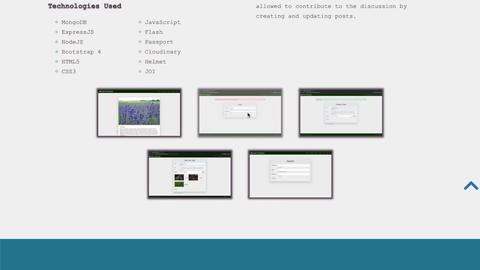 Technologies Used
MongoDB
ExpressJS
NodeJS
Bootstrap 4
HTML5
CSS3
JavaScript
Flash
Passport
Cloudinary
Helmet
JOI
allowed to contribute to the discussion by
creating and updating posts.